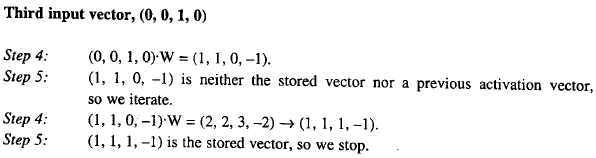 Third input vector, (0, 0, 1, 0)
Step 4: (0, 0, 1, 0)·W = (1, 1, 0, –1).
Step 5: (1, 1, 0, –1) is neither the stored vector nor a previous activation vector,
so we iterate.
Step 4: (1, 1, 0, –1)·W = (2, 2, 3, –2) → (1, 1, 1, –1).
Step 5: (1, 1, 1, –1) is the stored vector, so we stop.